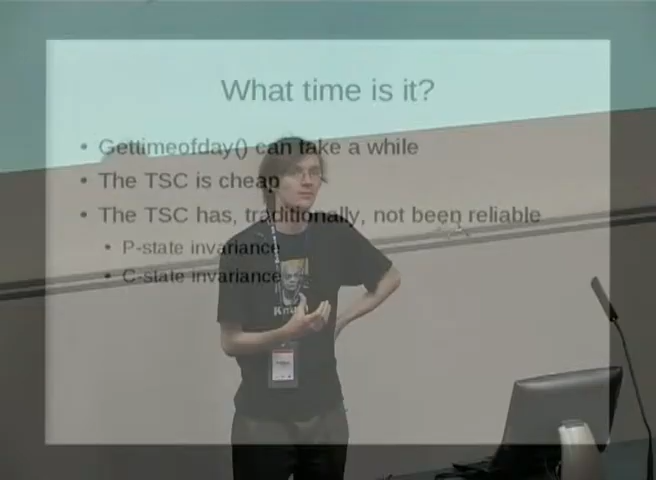 What time is it?
• Gettimeofday() can take a while
• The TSC is cheap
• The TSC has, traditionally, not been reliable
• P-state invariance
• C-state invariance